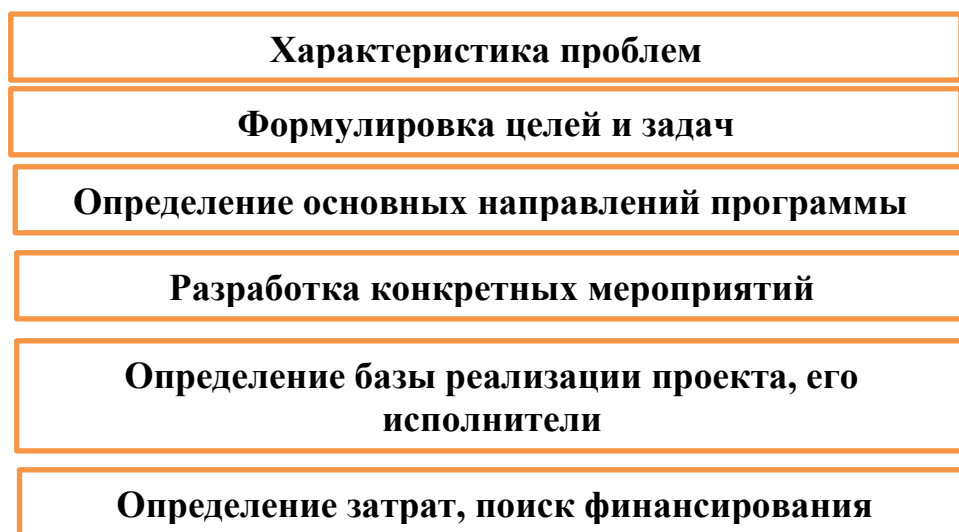 Характеристика проблем
Формулировка целей и задач
Определение основных направлений программы
Разработка конкретных мероприятий
Определение базы реализации проекта, его
исполнители
Определение затрат, поиск финансирования